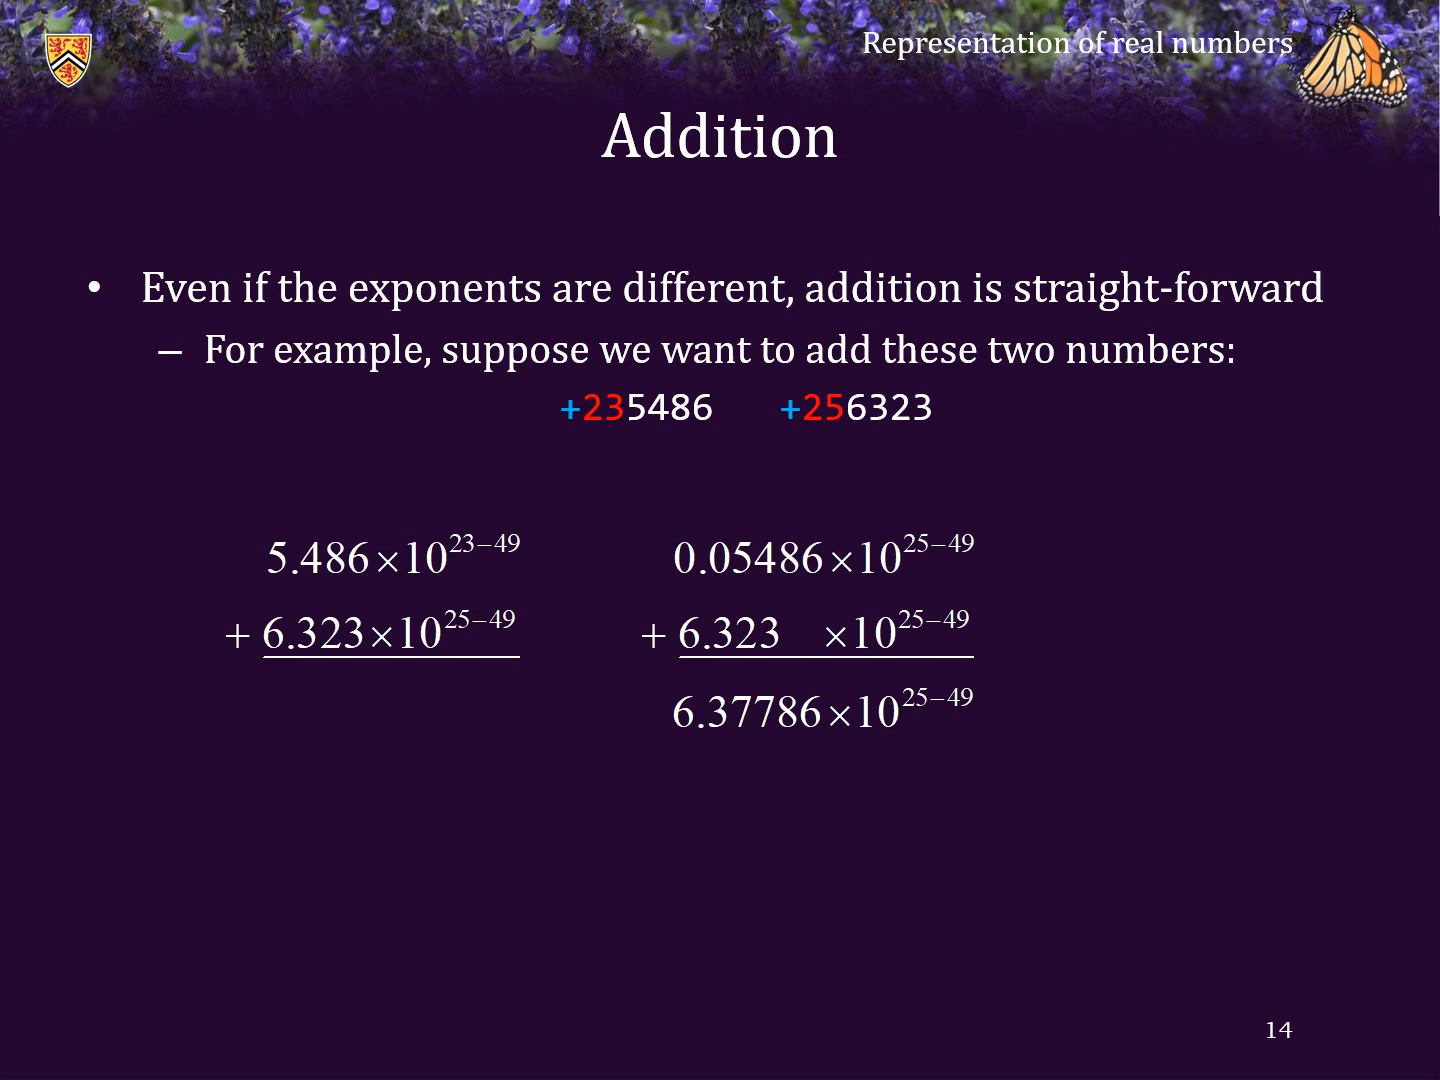 Representation of real numbers
Addition
• Even if the exponents are different, addition is straight-forward
– For example, suppose we want to add these two numbers:
+235486 +256323
5.486×10^{23−49} 0.05486×10^{25−49}
+ 6.323×10^{25−49} + 6.323 ×10^{25−49}
6.37786×10^{25−49}
14